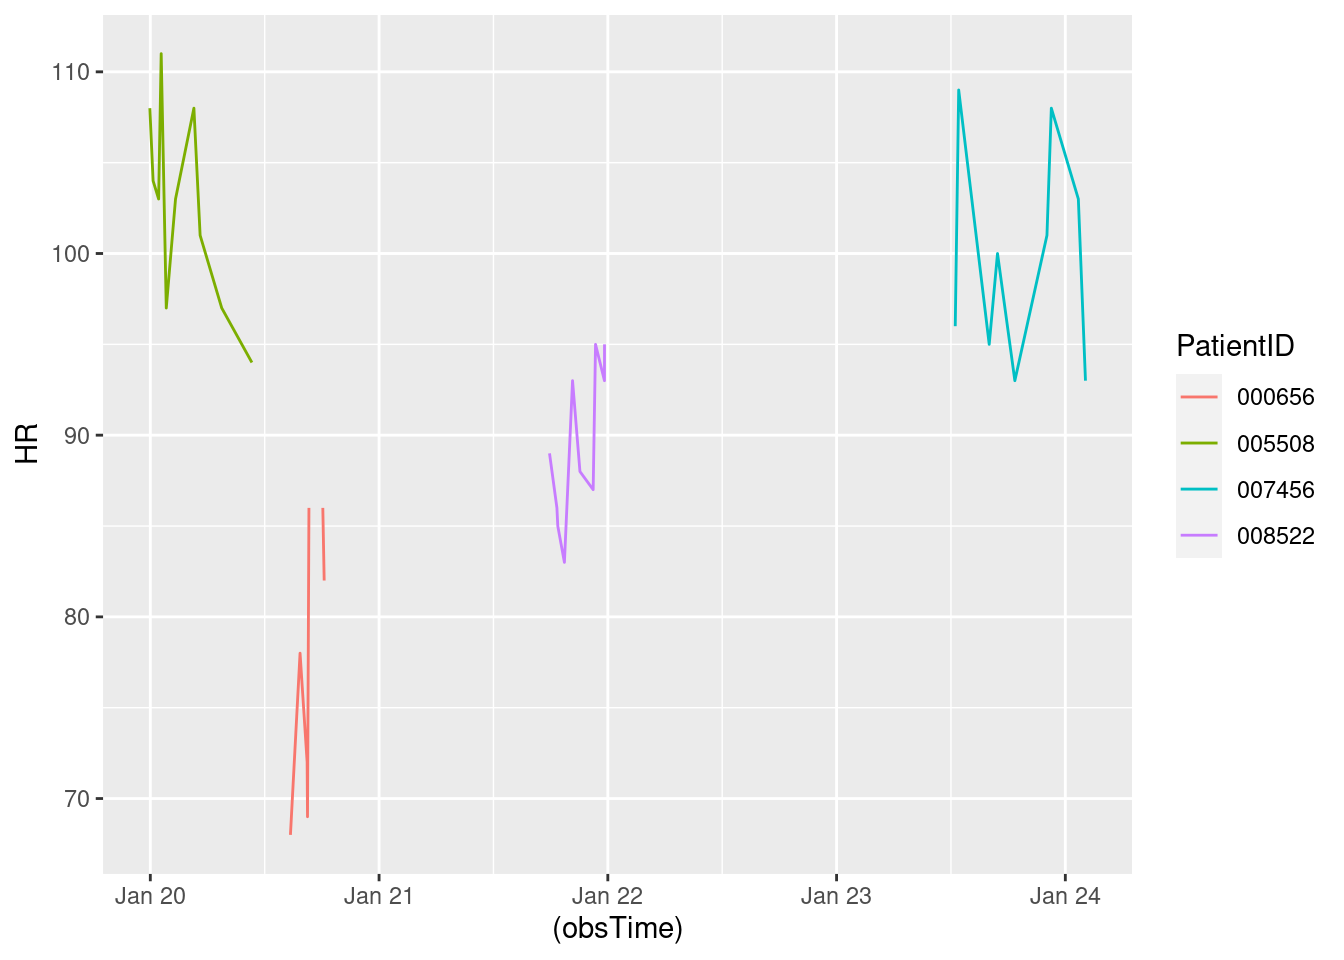 110
100
90
80
70
HR
Jan 20
Jan 21
Jan 22
Jan 23
Jan 24
(obsTime)
PatientID
000656
005508
007456
008522